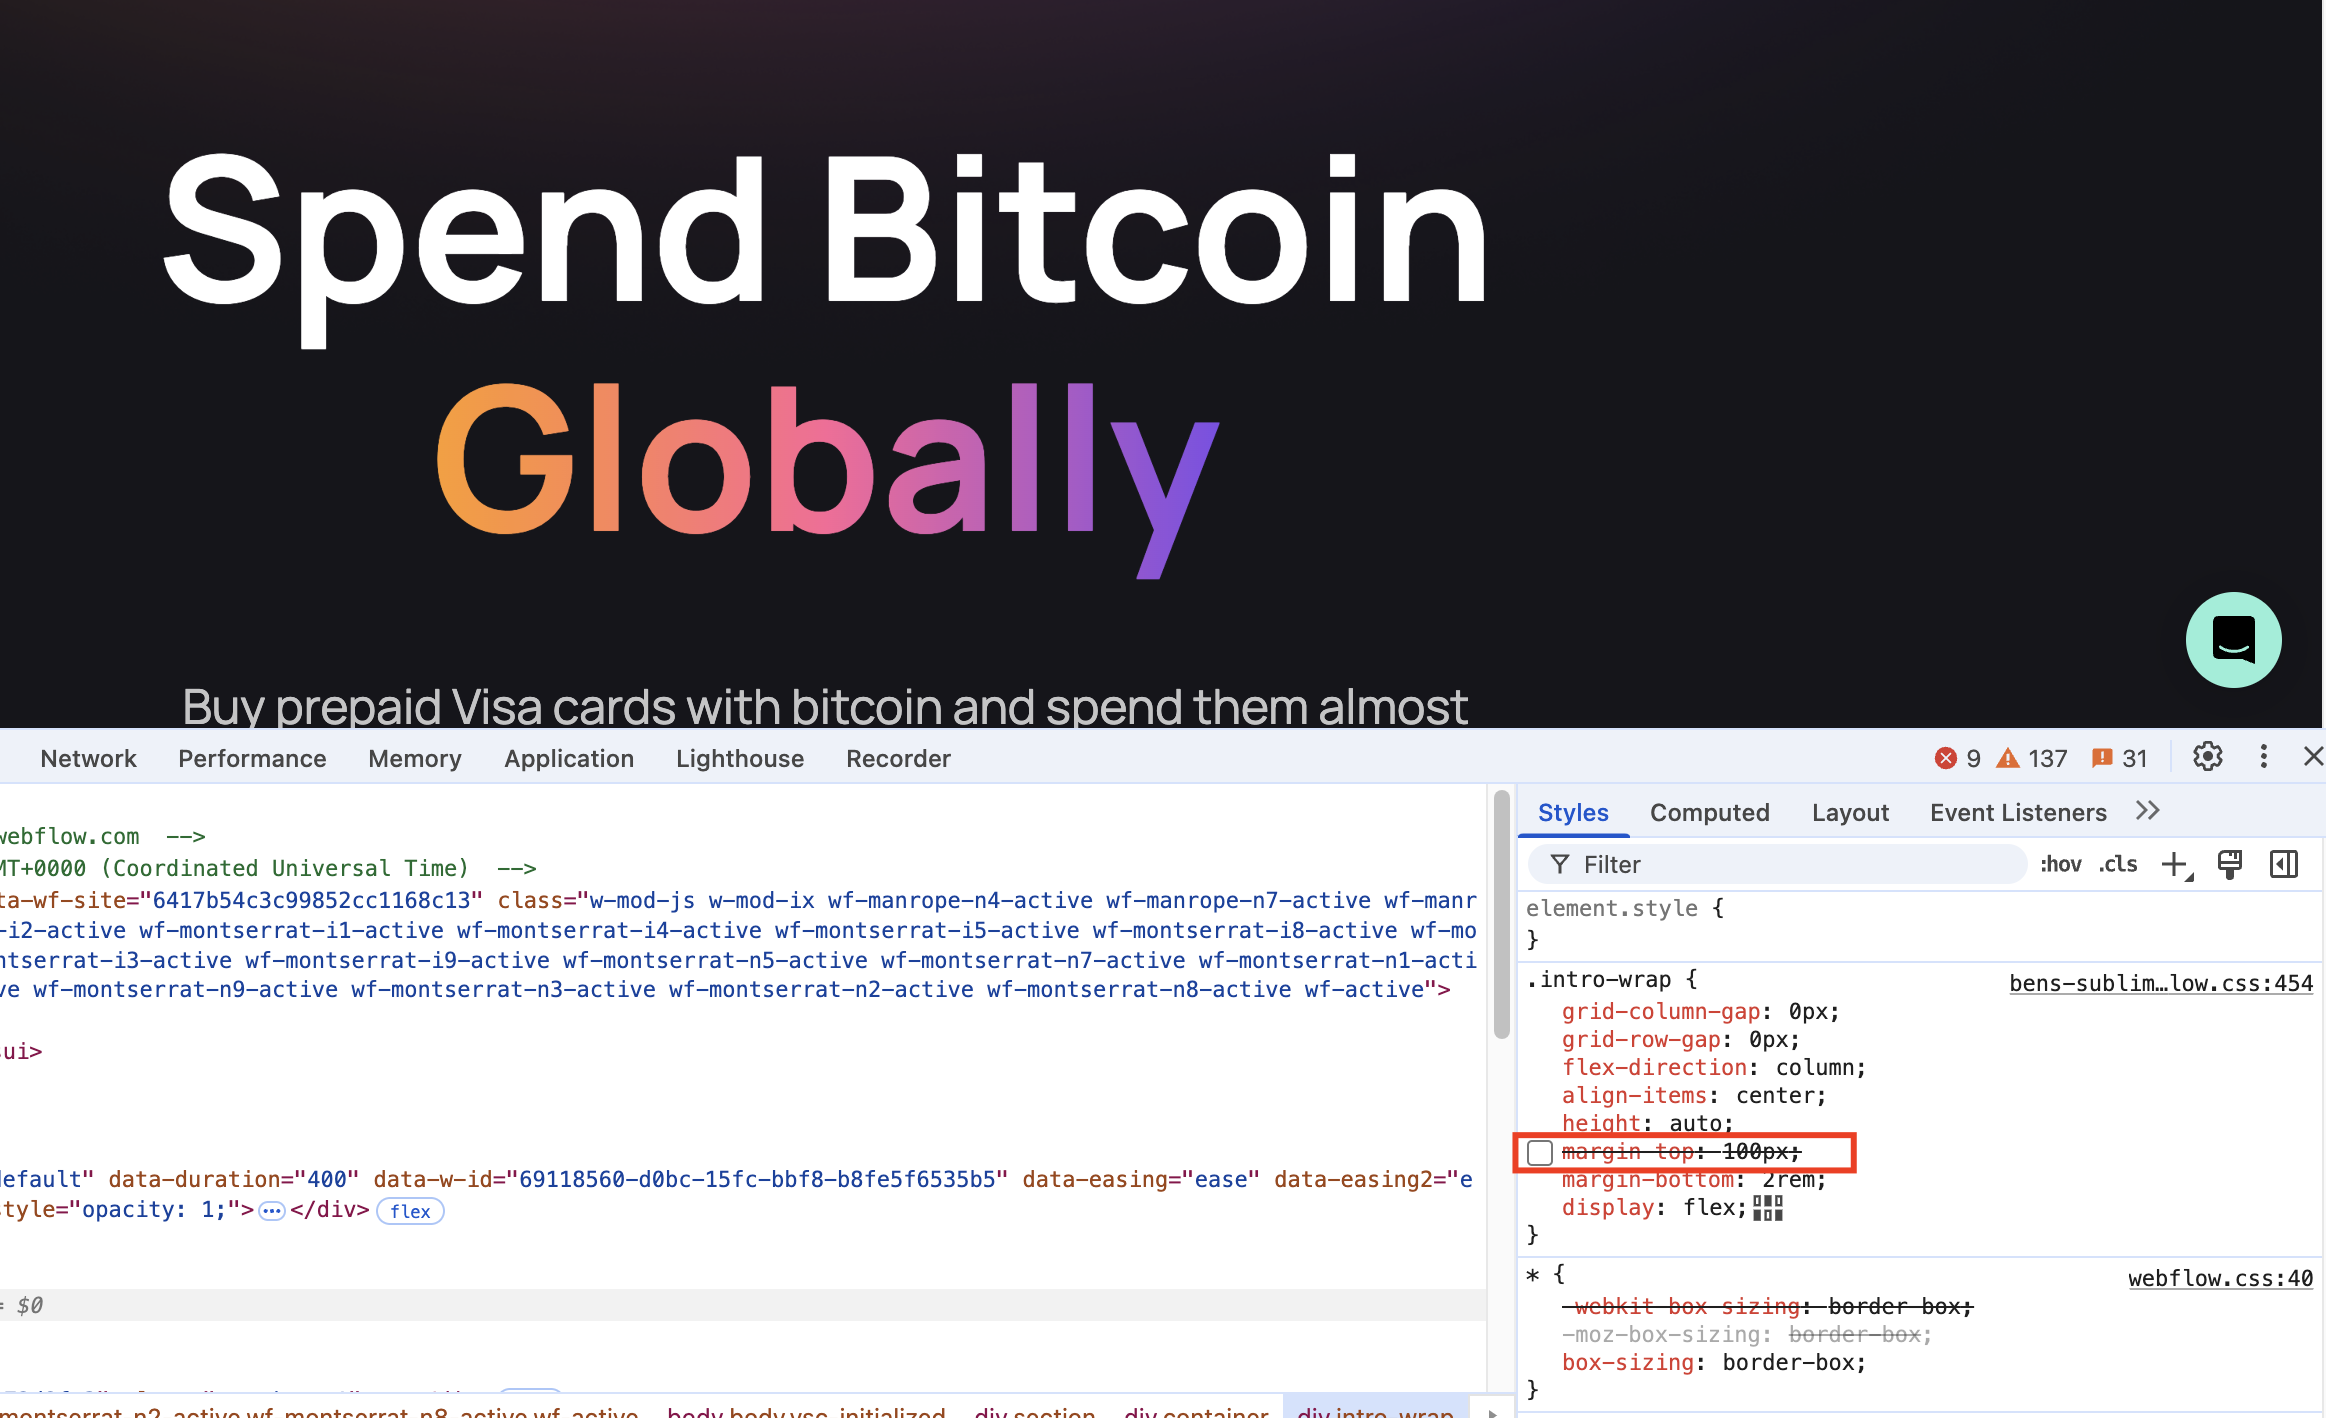 Spend Bitcoin
Globally
Buy prepaid Visa cards with bitcoin and spend them almost
Network Performance Memory Application Lighthouse Recorder 9 137 31
webflow.com -->
MT+0000 (Coordinated Universal Time) -->
ta-wf-site="6417b54c3c99852cc1168c13" class="w-mod-js w-mod-ix wf-manrope-n4-active wf-manrope-n7-active wf-manr
-i2-active wf-montserrat-i1-active wf-montserrat-i4-active wf-montserrat-i5-active wf-montserrat-i8-active wf-mo
ntserrat-i3-active wf-montserrat-i9-active wf-montserrat-n5-active wf-montserrat-n7-active wf-montserrat-n1-acti
ve wf-montserrat-n9-active wf-montserrat-n3-active wf-montserrat-n2-active wf-montserrat-n8-active wf-active">
ui>
default" data-duration="400" data-w-id="69118560-d0bc-15fc-bbf8-b8fe5f6535b5" data-easing="ease" data-easing2="e
style="opacity: 1;"> ••• </div> flex
= $0
montserrat-n2-active.wf-montserrat-n8-active.wf-active body.body.vsc-initialized div.section div.container div.intro-wrap
Styles Computed Layout Event Listeners
Filter :hov .cls
element.style {
}
.intro-wrap { bens-sublim…low.css:454
grid-column-gap: 0px;
grid-row-gap: 0px;
flex-direction: column;
align-items: center;
height: auto;
margin-top: 100px;
margin-bottom: 2rem;
display: flex;
}
* { webflow.css:40
-webkit-box-sizing: border-box;
-moz-box-sizing: border-box;
box-sizing: border-box;
}